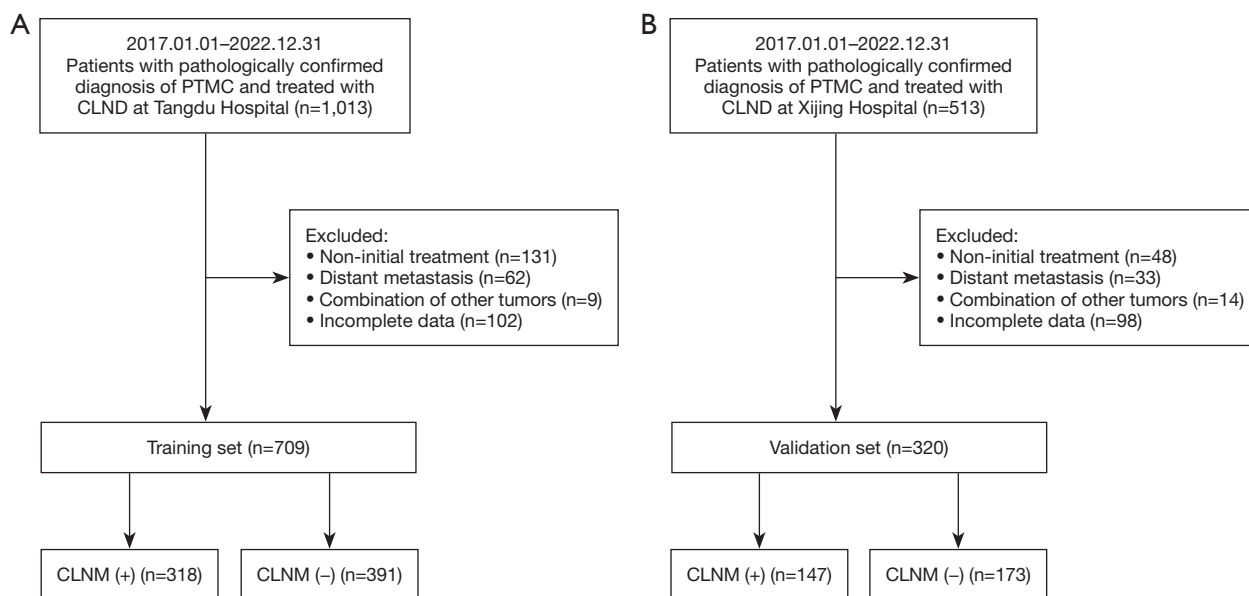 A
2017.01.01–2022.12.31
Patients with pathologically confirmed
diagnosis of PTMC and treated with
CLND at Tangdu Hospital (n=1,013)
Excluded:
• Non-initial treatment (n=131)
• Distant metastasis (n=62)
• Combination of other tumors (n=9)
• Incomplete data (n=102)
Training set (n=709)
CLNM (+) (n=318)
CLNM (–) (n=391)
B
2017.01.01–2022.12.31
Patients with pathologically confirmed
diagnosis of PTMC and treated with
CLND at Xijing Hospital (n=513)
Excluded:
• Non-initial treatment (n=48)
• Distant metastasis (n=33)
• Combination of other tumors (n=14)
• Incomplete data (n=98)
Validation set (n=320)
CLNM (+) (n=147)
CLNM (–) (n=173)